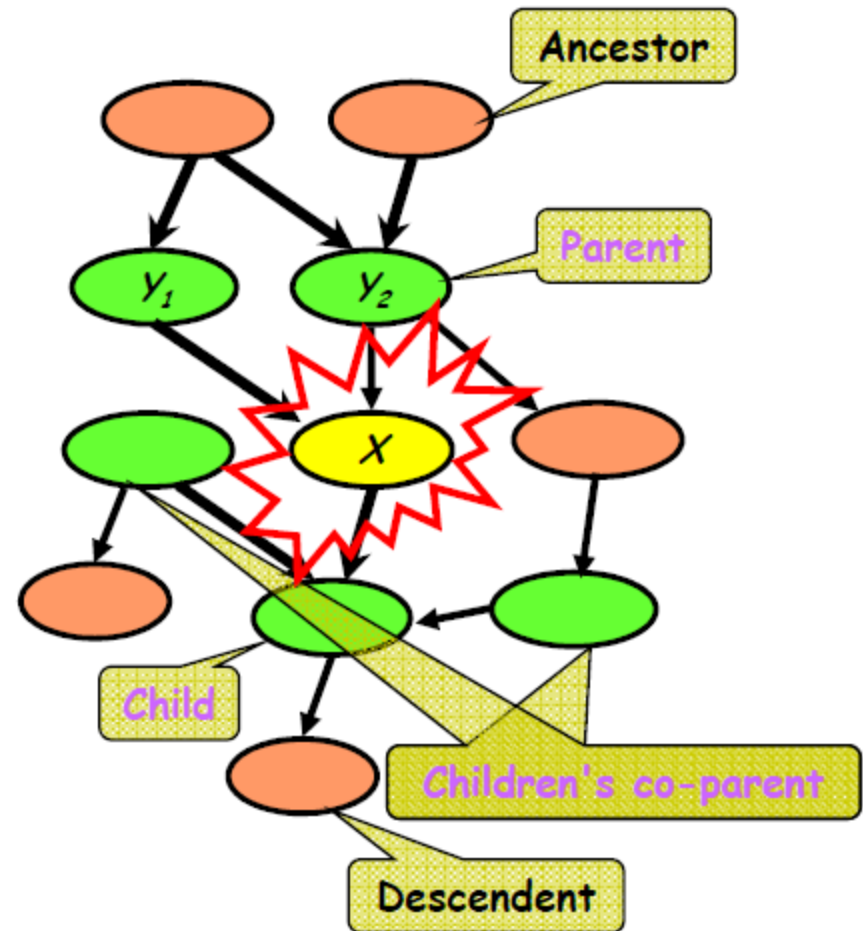 Ancestor
Parent
Y₁
Y₂
X
Child
Children's co-parent
Descendent